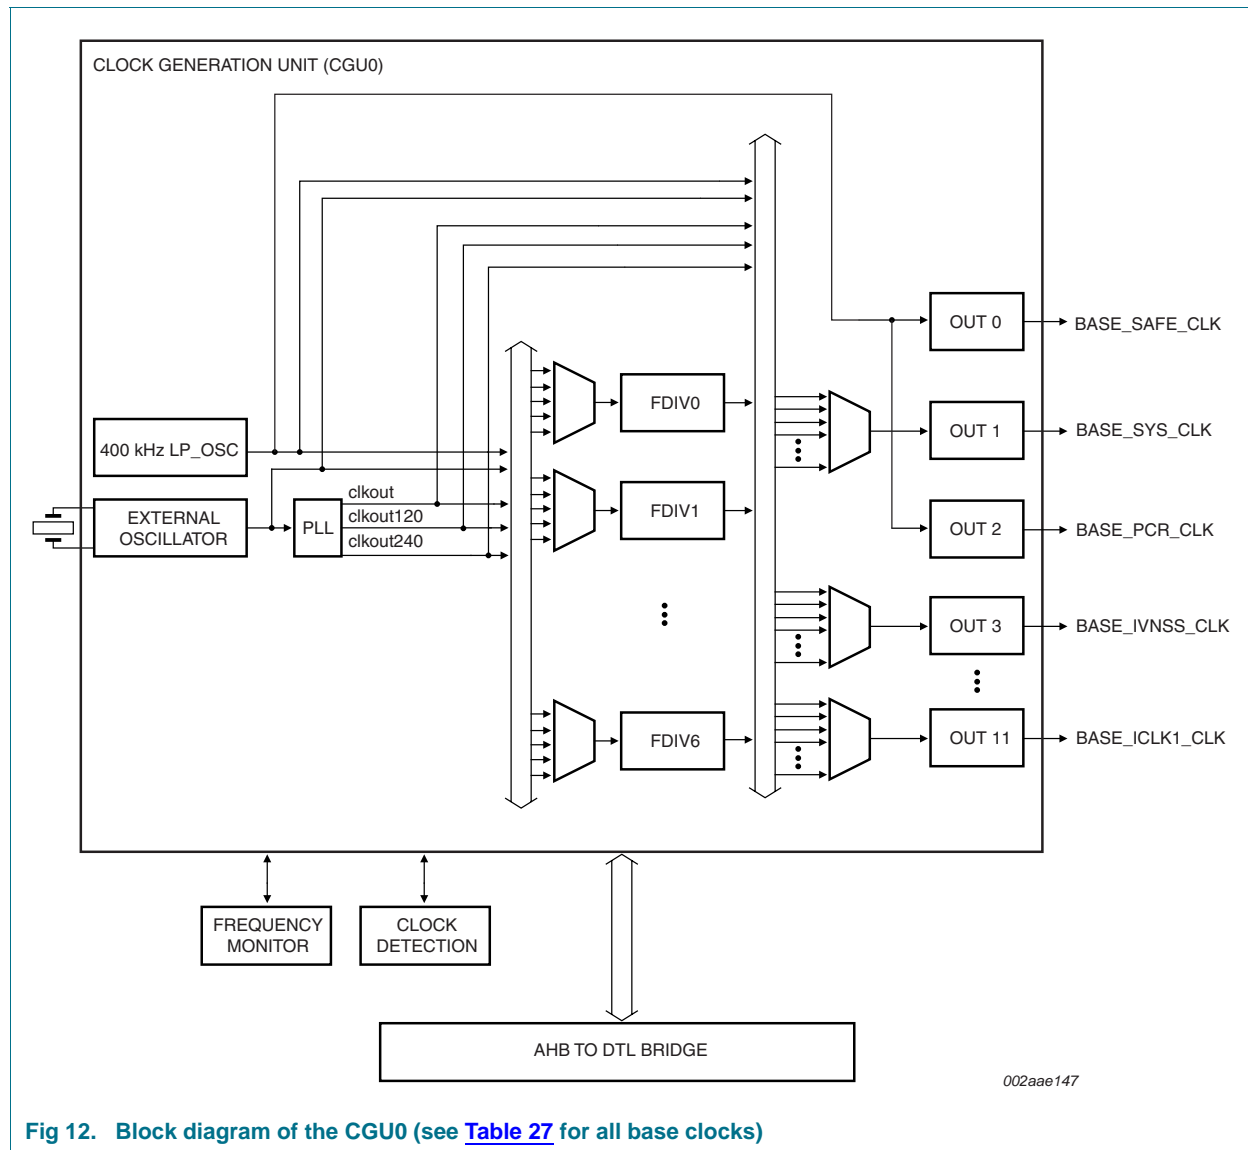 CLOCK GENERATION UNIT (CGU0)
OUT 0
BASE_SAFE_CLK
FDIV0
OUT 1
BASE_SYS_CLK
400 kHz LP_OSC
EXTERNAL
OSCILLATOR
PLL
clkout
clkout120
clkout240
FDIV1
OUT 2
BASE_PCR_CLK
OUT 3
BASE_IVNSS_CLK
FDIV6
OUT 11
BASE_ICLK1_CLK
FREQUENCY
MONITOR
CLOCK
DETECTION
AHB TO DTL BRIDGE
002aae147
Fig 12. Block diagram of the CGU0 (see Table 27 for all base clocks)